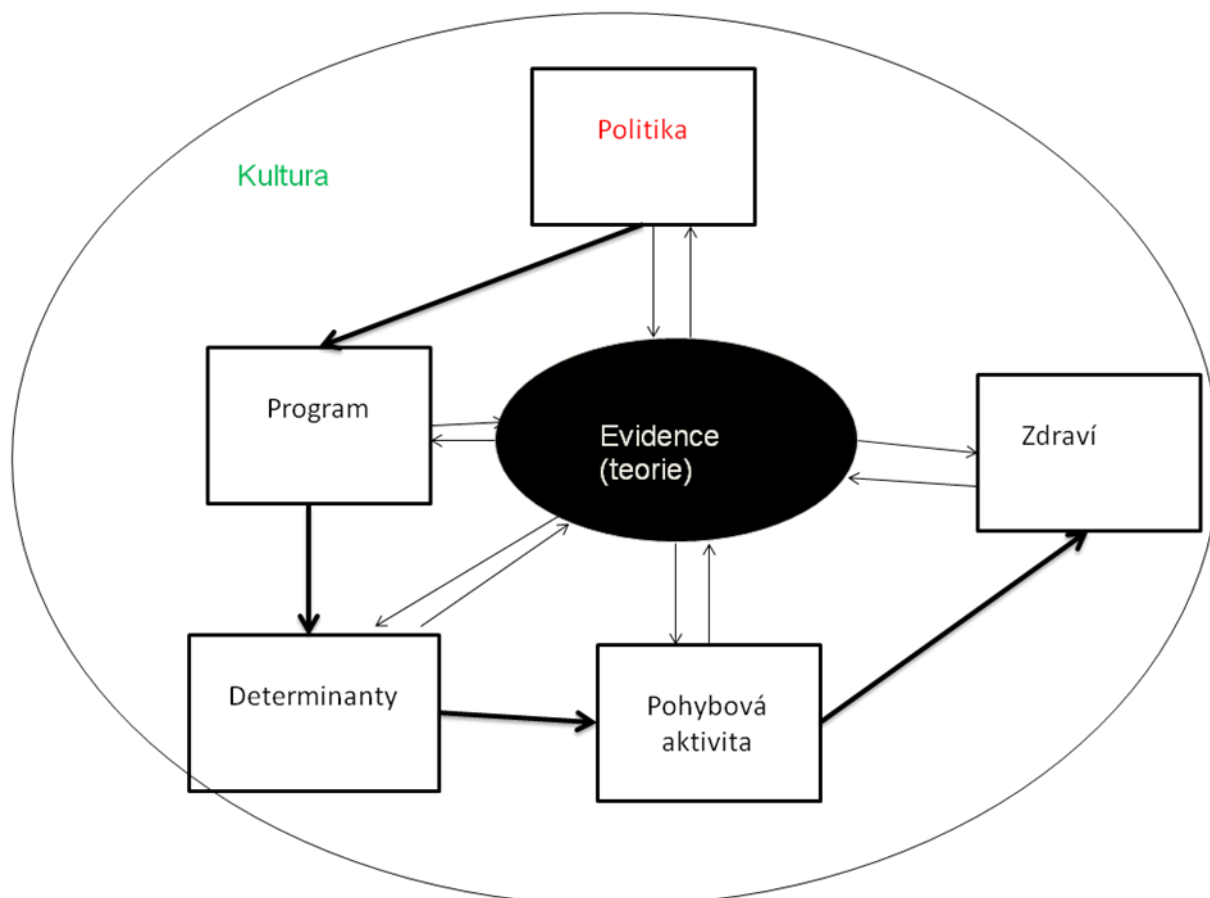 Politika
Kultura
Program
Evidence
(teorie)
Zdraví
Determinanty
Pohybová
aktivita